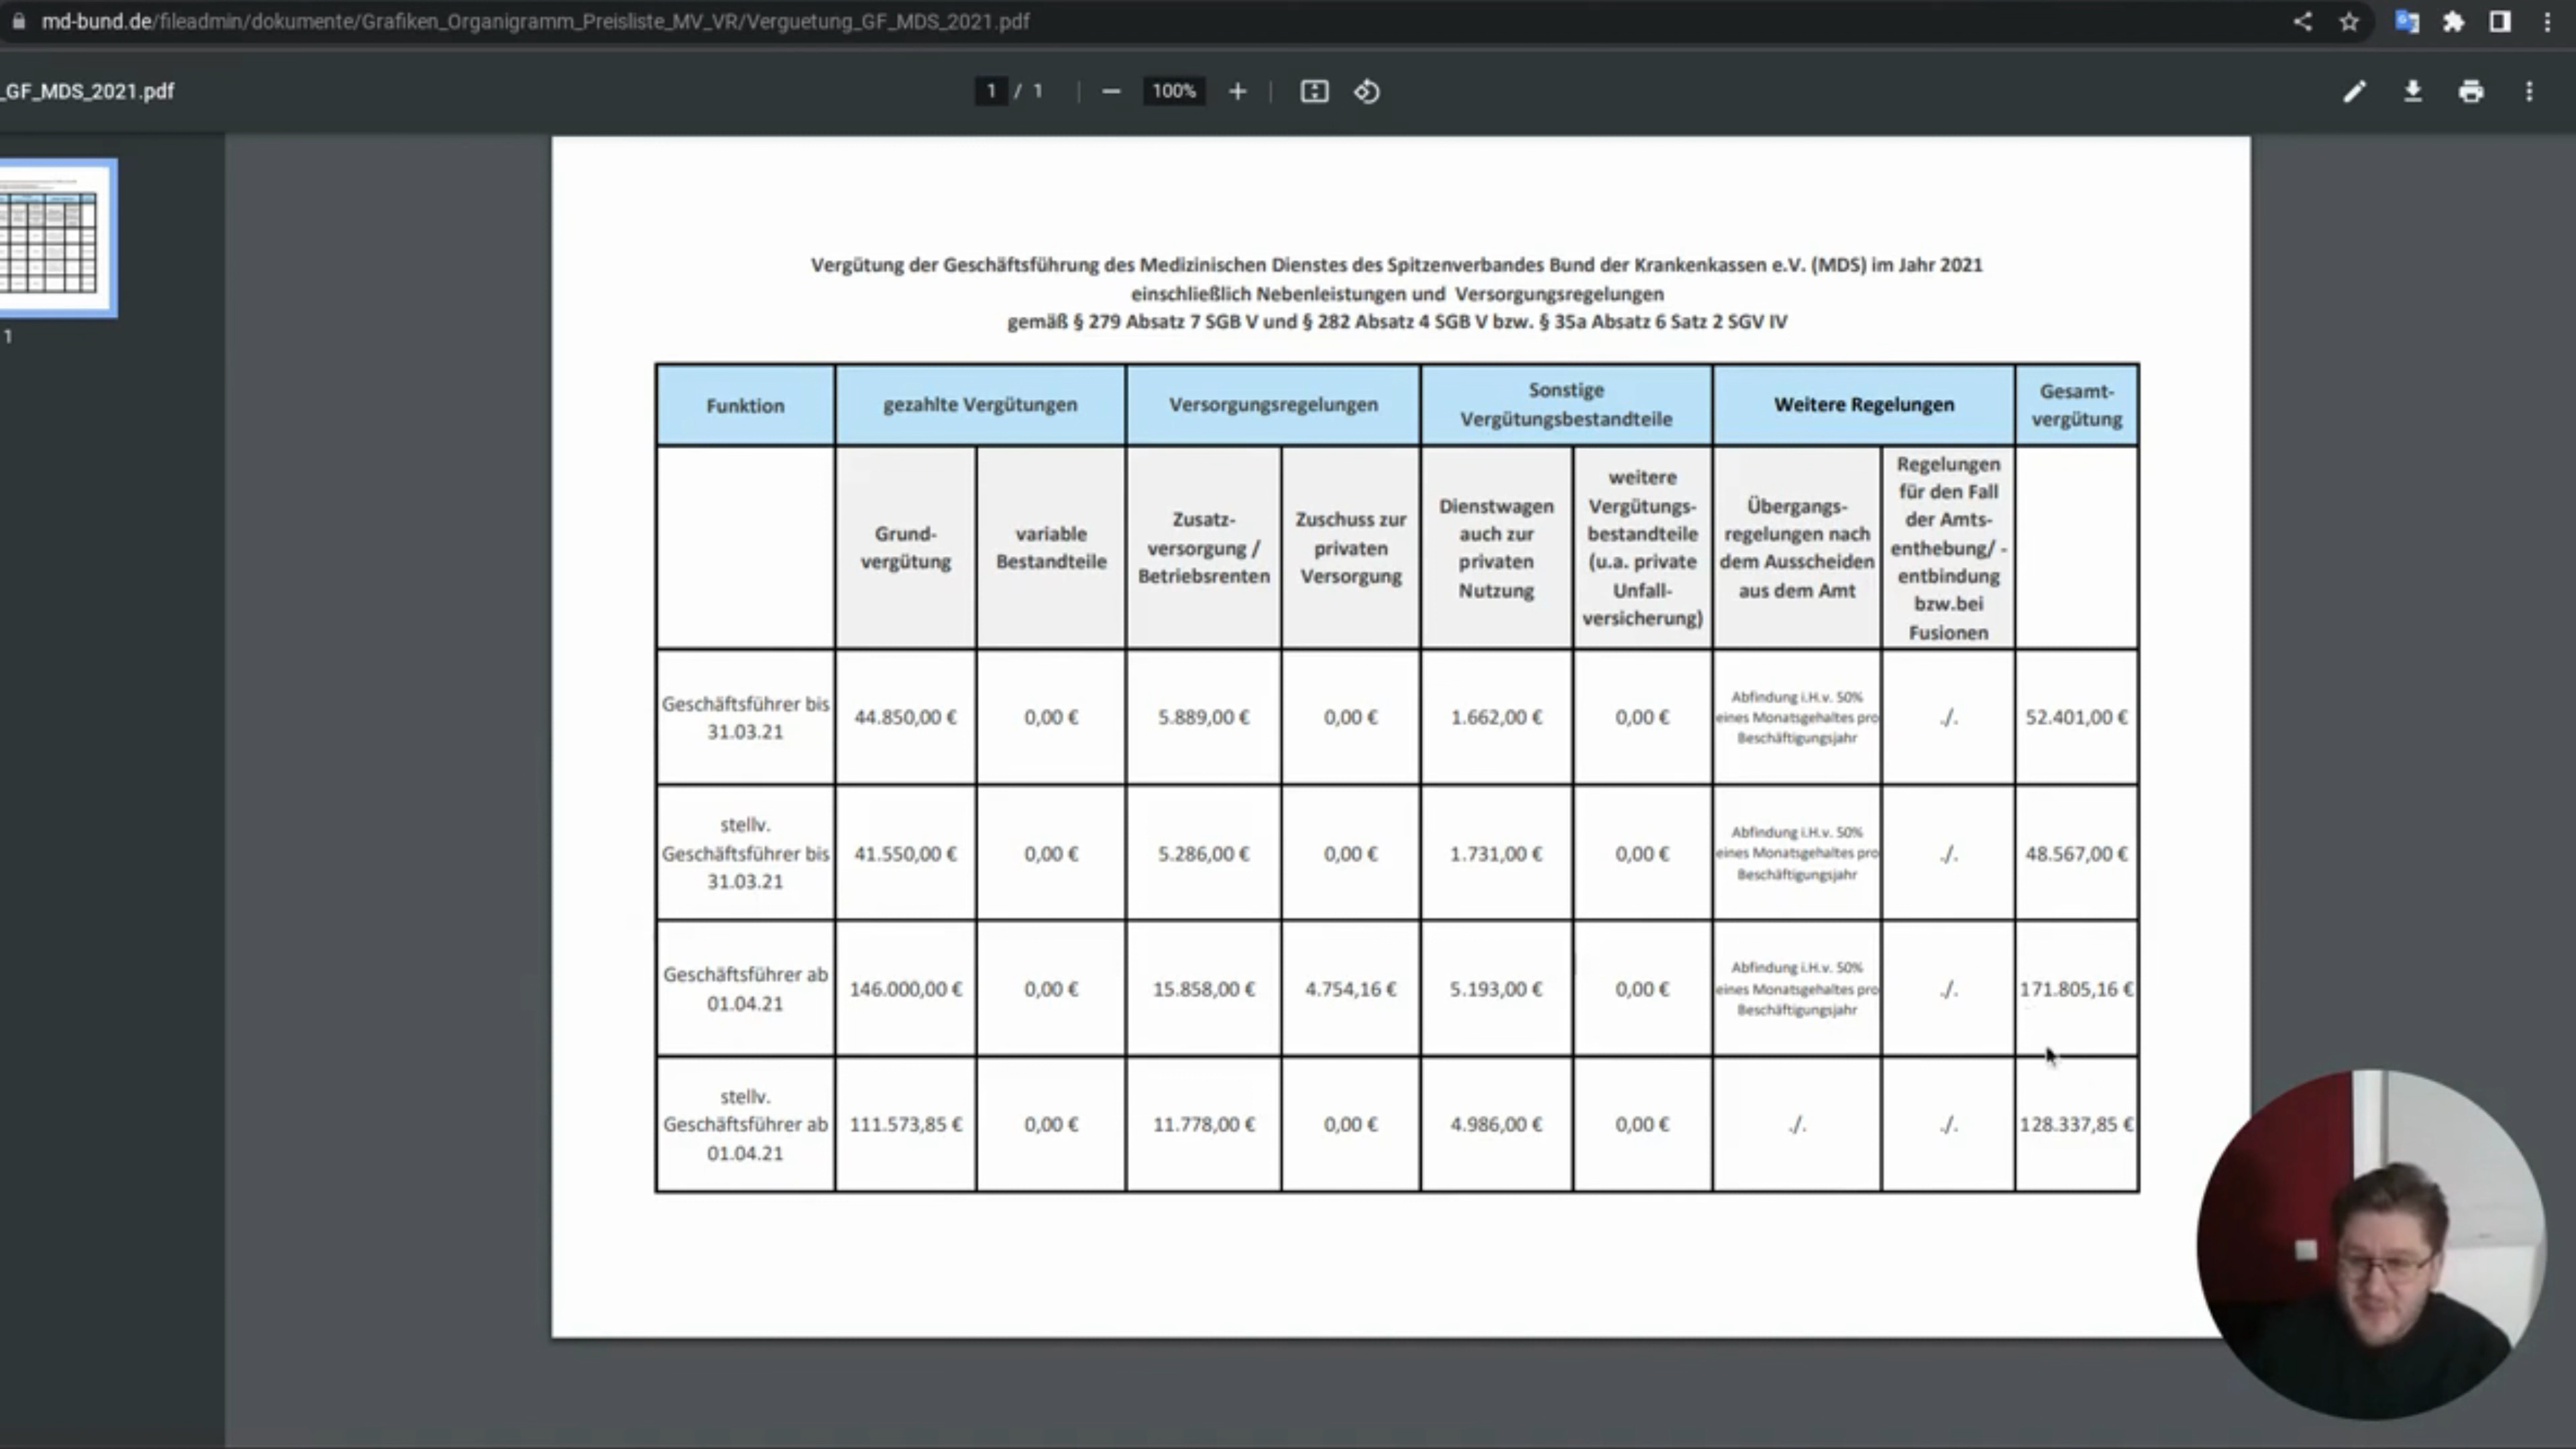 md-bund.de/fileadmin/dokumente/Grafiken_Organigramm_Preisliste_MV_VR/Verguetung_GF_MDS_2021.pdf
_GF_MDS_2021.pdf
1 / 1
100%
1
Vergütung der Geschäftsführung des Medizinischen Dienstes des Spitzenverbandes Bund der Krankenkassen e.V. (MDS) im Jahr 2021
einschließlich Nebenleistungen und Versorgungsregelungen
gemäß § 279 Absatz 7 SGB V und § 282 Absatz 4 SGB V bzw. § 35a Absatz 6 Satz 2 SGV IV
Funktion
gezahlte Vergütungen
Versorgungsregelungen
Sonstige
Vergütungsbestandteile
Weitere Regelungen
Gesamt-
vergütung
Grund-
vergütung
variable
Bestandteile
Zusatz-
versorgung /
Betriebsrenten
Zuschuss zur
privaten
Versorgung
Dienstwagen
auch zur
privaten
Nutzung
weitere
Vergütungs-
bestandteile
(u.a. private
Unfall-
versicherung)
Übergangs-
regelungen nach
dem Ausscheiden
aus dem Amt
Regelungen
für den Fall
der Amts-
enthebung/ -
entbindung
bzw.bei
Fusionen
Geschäftsführer bis
31.03.21
44.850,00 €
0,00 €
5.889,00 €
0,00 €
1.662,00 €
0,00 €
Abfindung i.H.v. 50%
eines Monatsgehaltes pro
Beschäftigungsjahr
./.
52.401,00 €
stellv.
Geschäftsführer bis
31.03.21
41.550,00 €
0,00 €
5.286,00 €
0,00 €
1.731,00 €
0,00 €
Abfindung i.H.v. 50%
eines Monatsgehaltes pro
Beschäftigungsjahr
./.
48.567,00 €
Geschäftsführer ab
01.04.21
146.000,00 €
0,00 €
15.858,00 €
4.754,16 €
5.193,00 €
0,00 €
Abfindung i.H.v. 50%
eines Monatsgehaltes pro
Beschäftigungsjahr
./.
171.805,16 €
stellv.
Geschäftsführer ab
01.04.21
111.573,85 €
0,00 €
11.778,00 €
0,00 €
4.986,00 €
0,00 €
./.
./.
128.337,85 €